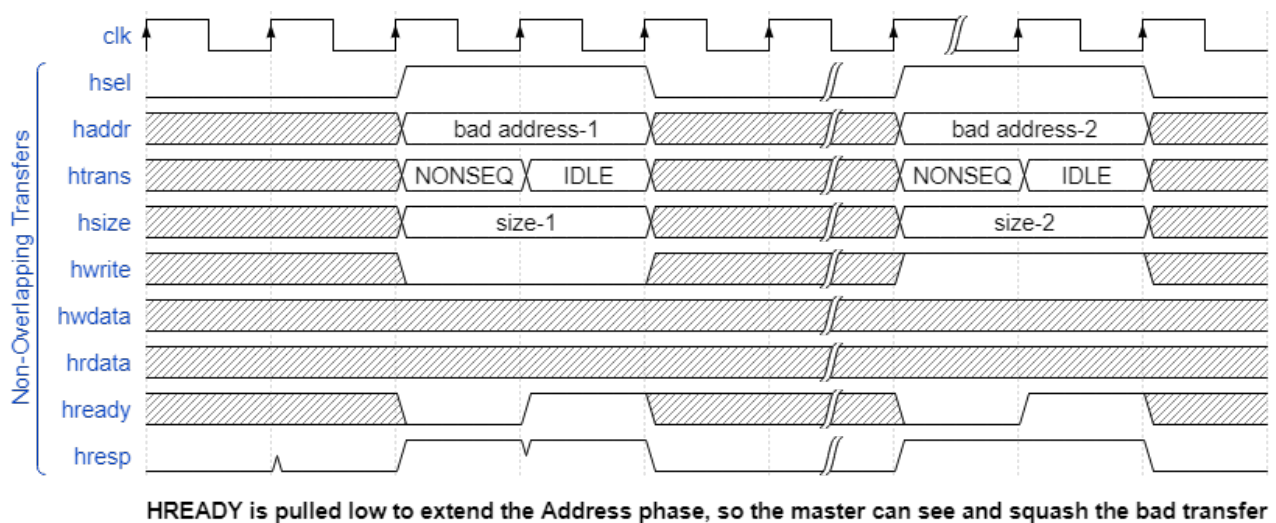 clk
Non-Overlapping Transfers
hsel
haddr bad address-1 bad address-2
htrans NONSEQ IDLE NONSEQ IDLE
hsize size-1 size-2
hwrite
hwdata
hrdata
hready
hresp
HREADY is pulled low to extend the Address phase, so the master can see and squash the bad transfer